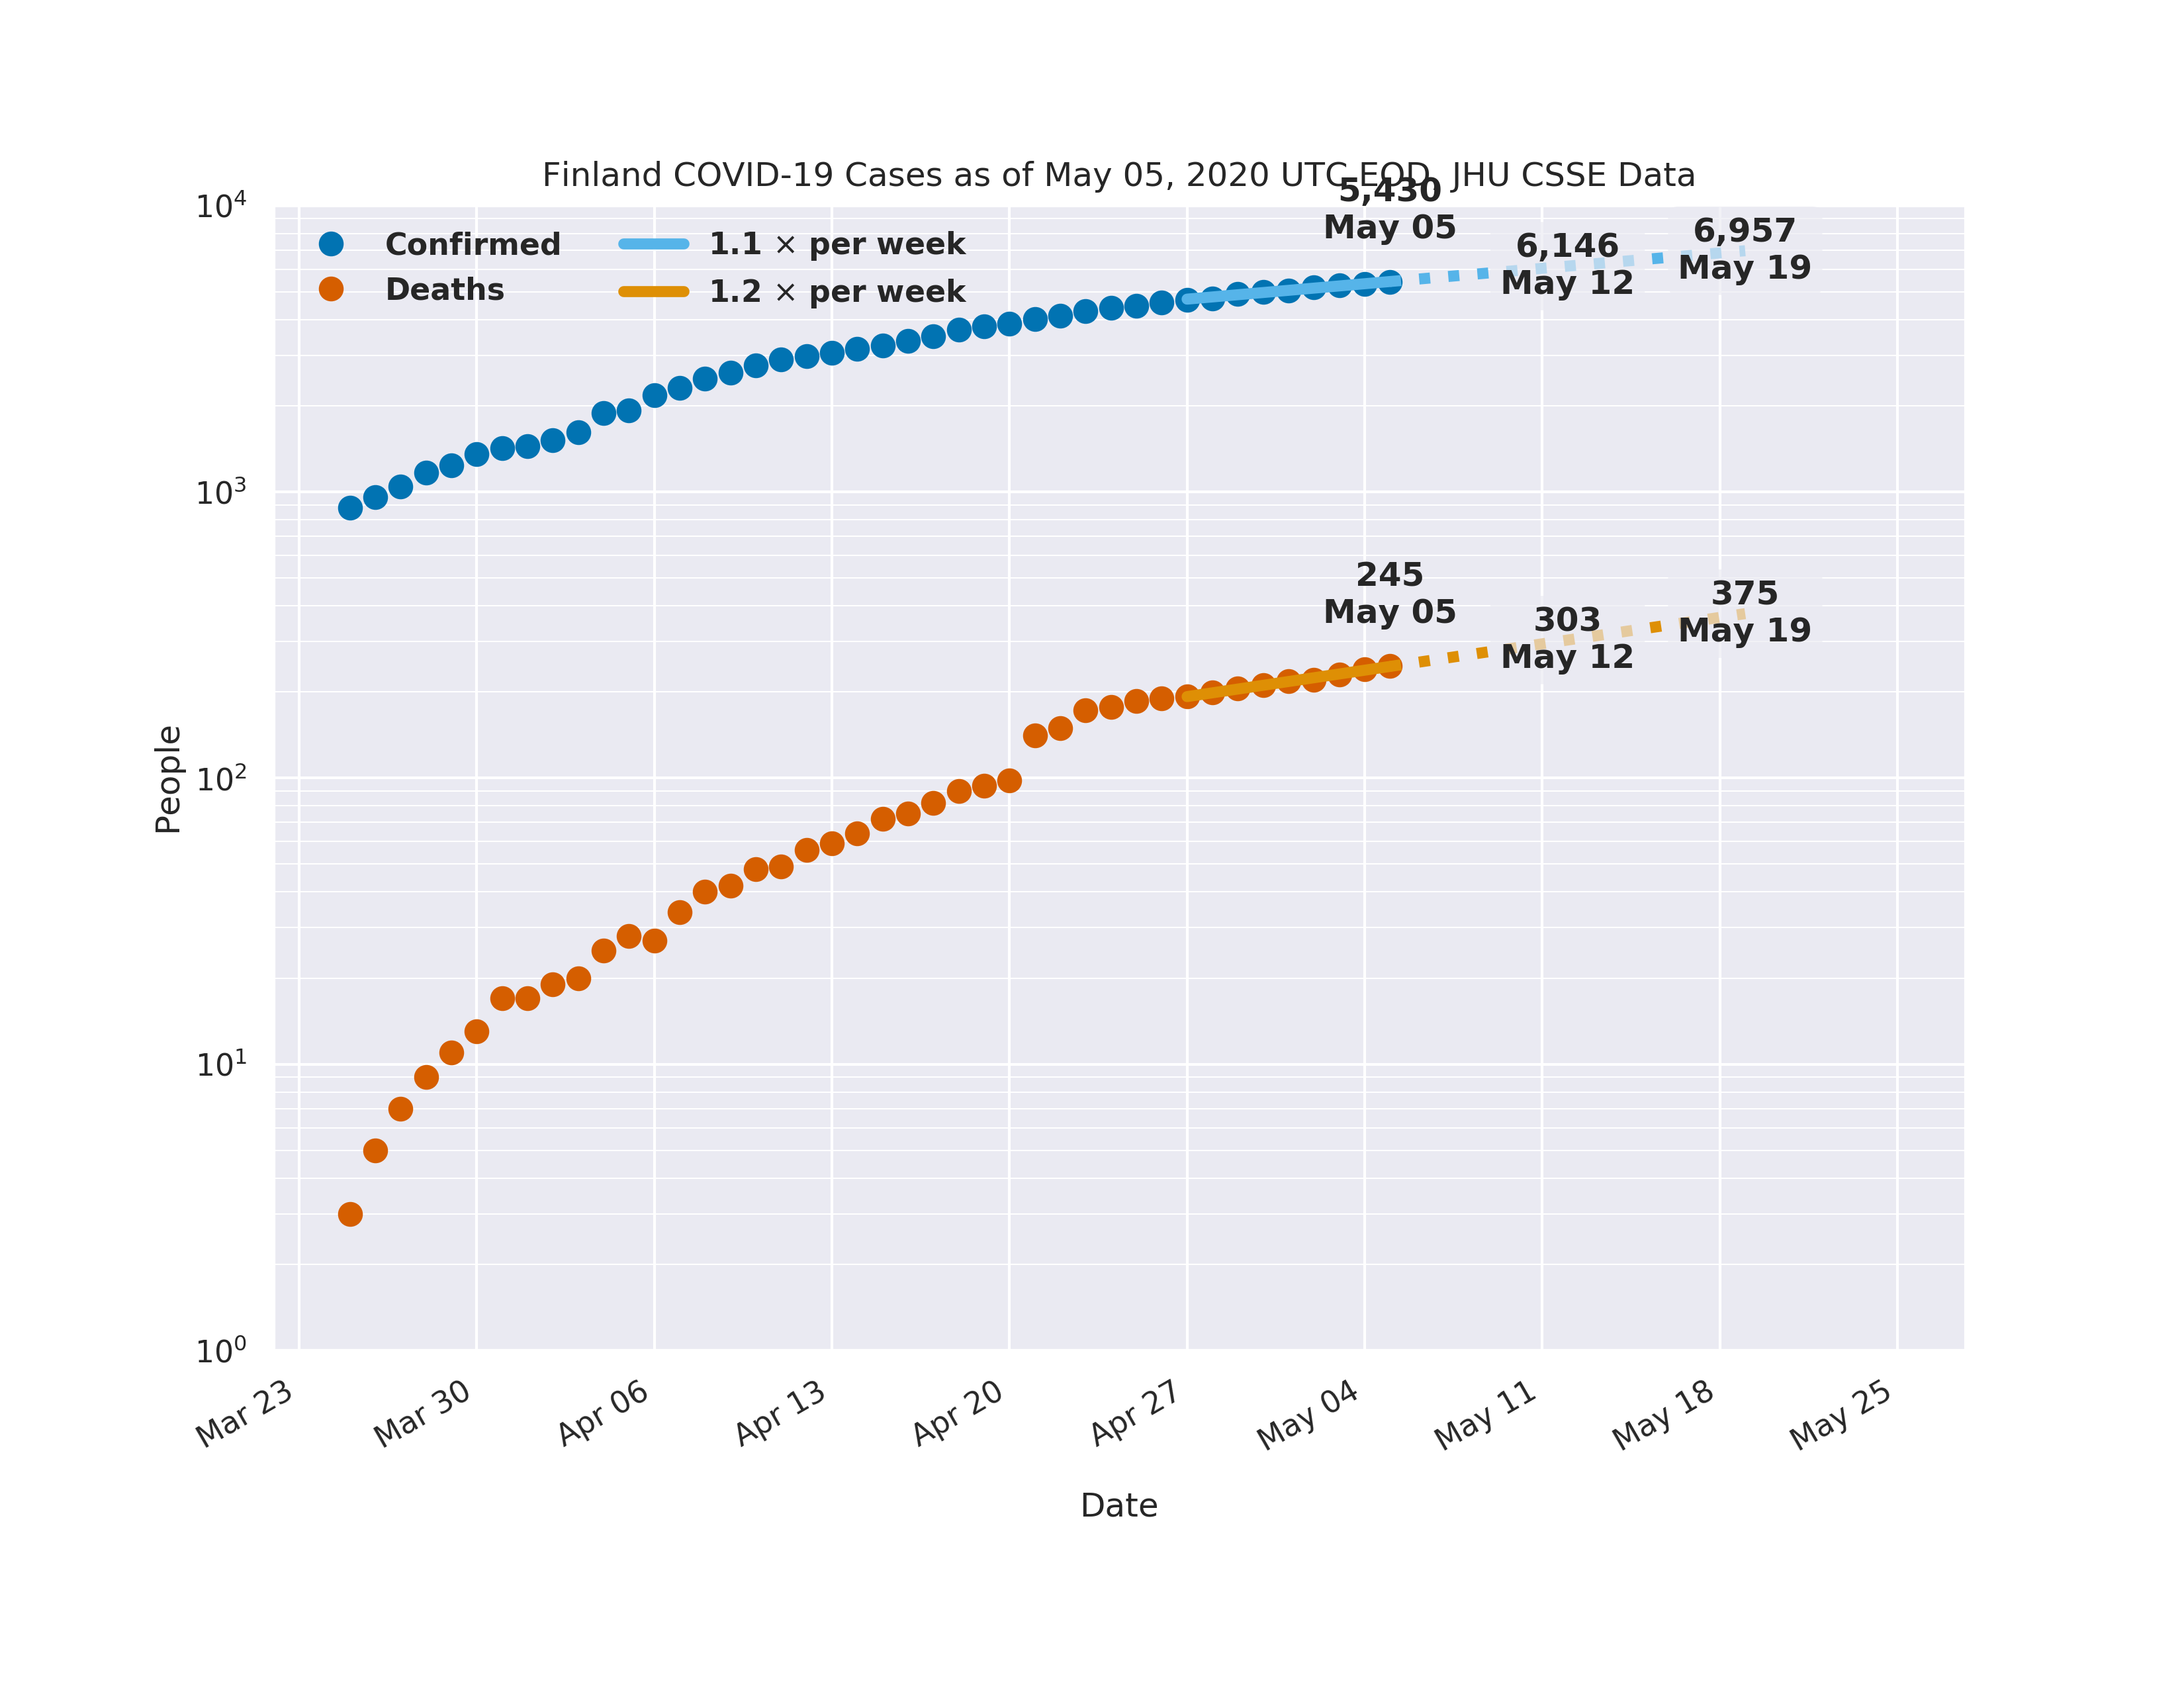 Finland COVID-19 Cases as of May 05, 2020 UTC EOD, JHU CSSE Data
Confirmed
Deaths
1.1 × per week
1.2 × per week
5,430
May 05
6,146
May 12
6,957
May 19
245
May 05
303
May 12
375
May 19
People
10⁴
10³
10²
10¹
10⁰
Mar 23
Mar 30
Apr 06
Apr 13
Apr 20
Apr 27
May 04
May 11
May 18
May 25
Date